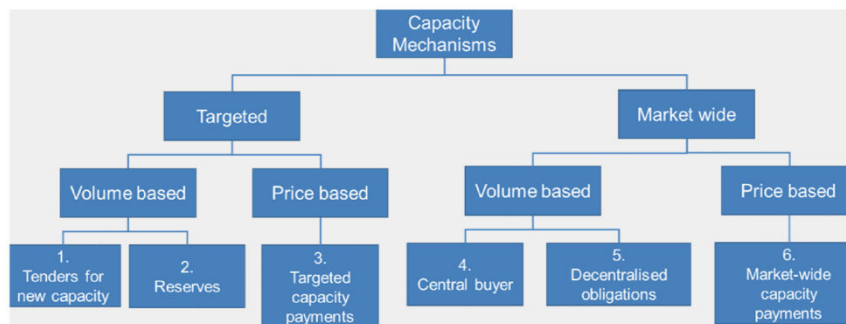 Capacity
Mechanisms
Targeted
Market wide
Volume based
Price based
Volume based
Price based
1.
Tenders for
new capacity
2.
Reserves
3.
Targeted
capacity
payments
4.
Central buyer
5.
Decentralised
obligations
6.
Market-wide
capacity
payments